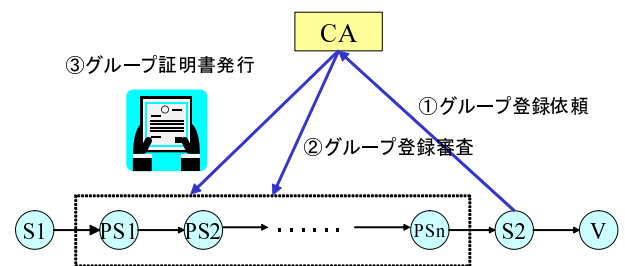 CA
③グループ証明書発行
①グループ登録依頼
②グループ登録審査
S1 PS1 PS2 ...... PSn S2 V